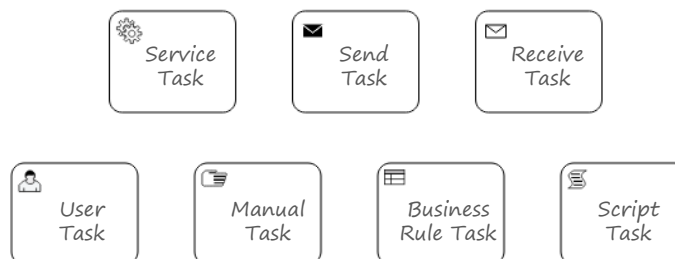 Service
Task
Send
Task
Receive
Task
User
Task
Manual
Task
Business
Rule Task
Script
Task